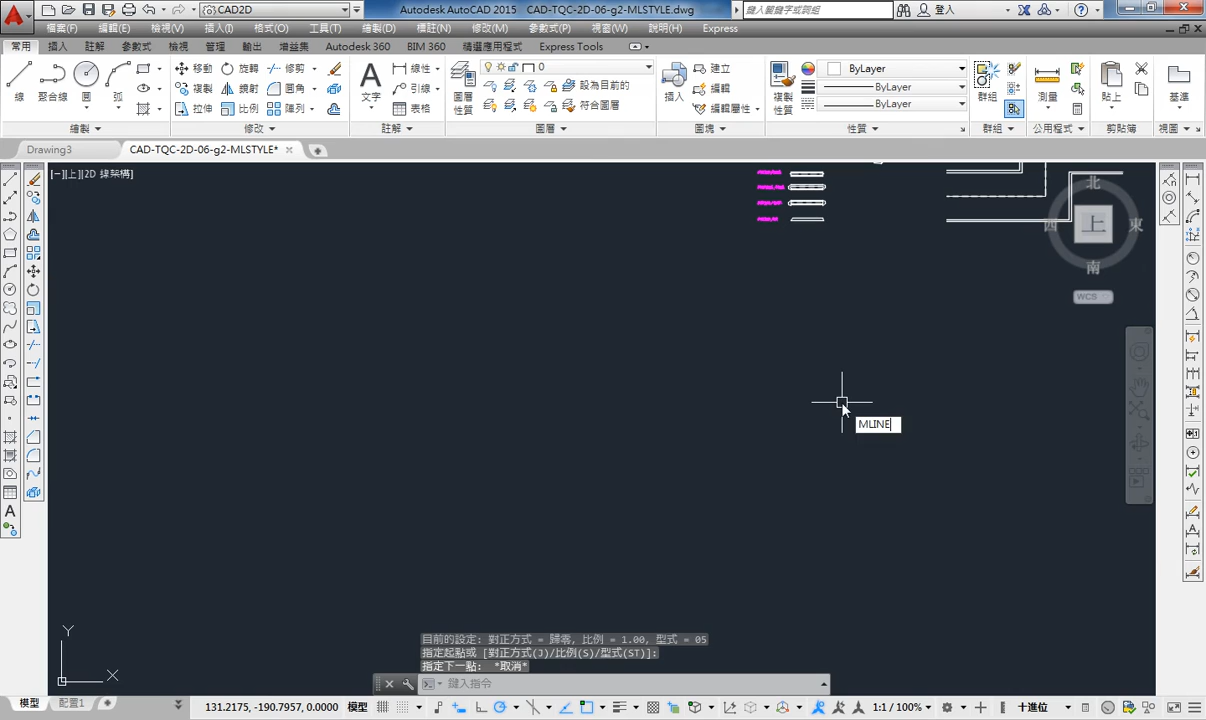 CAD2D
Autodesk AutoCAD 2015 CAD-TQC-2D-06-g2-MLSTYLE.dwg
鍵入關鍵字或詞組
登入
檔案(F) 編輯(E) 檢視(V) 插入(I) 格式(O) 工具(T) 繪製(D) 標註(N) 修改(M) 參數式(P) 視窗(W) 說明(H) Express
常用 插入 註解 參數式 檢視 管理 輸出 增益集 Autodesk 360 BIM 360 精選應用程式 Express Tools
線 聚合線 圓 弧
移動 旋轉 修剪
複製 鏡射 圓角
拉伸 比例 陣列
文字
線性
引線
表格
圖層性質
0
設為目前的
符合圖層
插入
建立
編輯
編輯屬性
複製性質
ByLayer
ByLayer
ByLayer
群組
測量
貼上
基準
繪製 修改 註解 圖層 圖塊 性質 群組 公用程式 剪貼簿 視圖
Drawing3 CAD-TQC-2D-06-g2-MLSTYLE*
[−][上][2D 線架構]
北
西 上 東
南
WCS
MLINE
目前的設定: 對正方式 = 歸零, 比例 = 1.00, 型式 = 05
指定起點或 [對正方式(J)/比例(S)/型式(ST)]:
指定下一點: *取消*
鍵入指令
Y
X
模型 配置1
131.2175, -190.7957, 0.0000 模型
1:1 / 100%
十進位